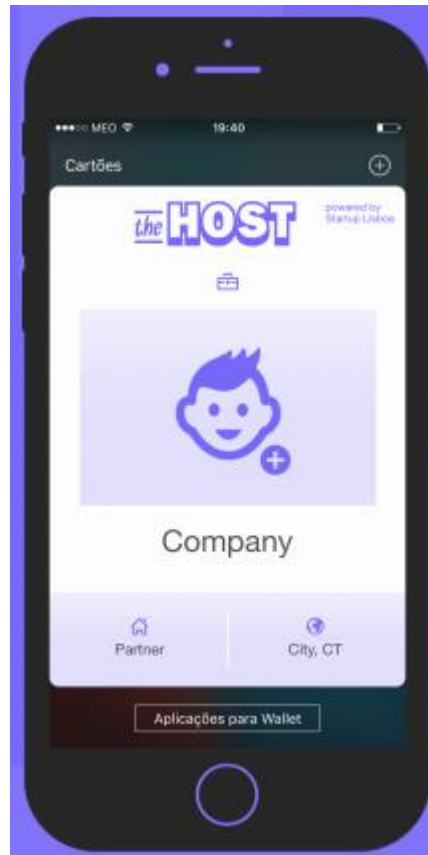 MEO
19:40
Cartões
the HOST
powered by
Startup Lisboa
Company
Partner
City, CT
Aplicações para Wallet